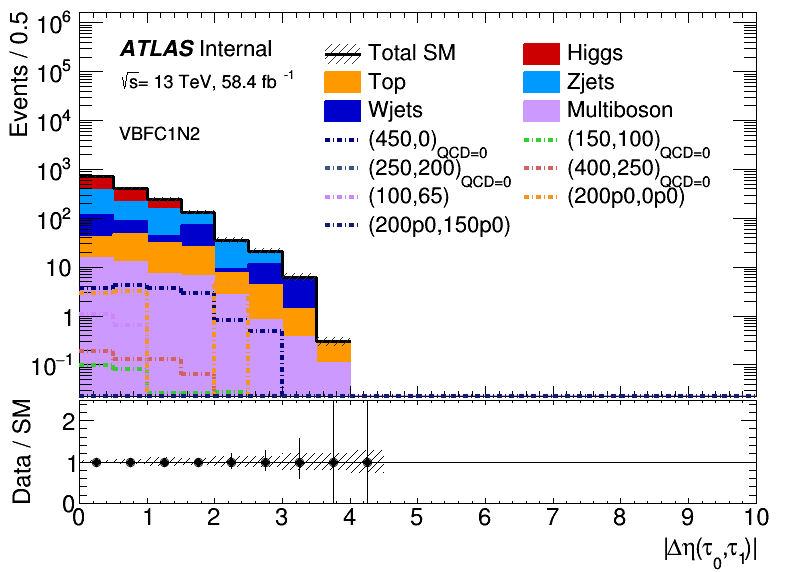 Events / 0.5
10⁶
10⁵
10⁴
10³
10²
10
1
10⁻¹
ATLAS Internal
√s= 13 TeV, 58.4 fb ⁻¹
VBFC1N2
Total SM
Higgs
Top
Zjets
Wjets
Multiboson
(450,0)QCD=0
(150,100)QCD=0
(250,200)QCD=0
(400,250)QCD=0
(100,65)
(200p0,0p0)
(200p0,150p0)
Data / SM
2
1
0
0 1 2 3 4 5 6 7 8 9 10
|Δη(τ₀,τ₁)|